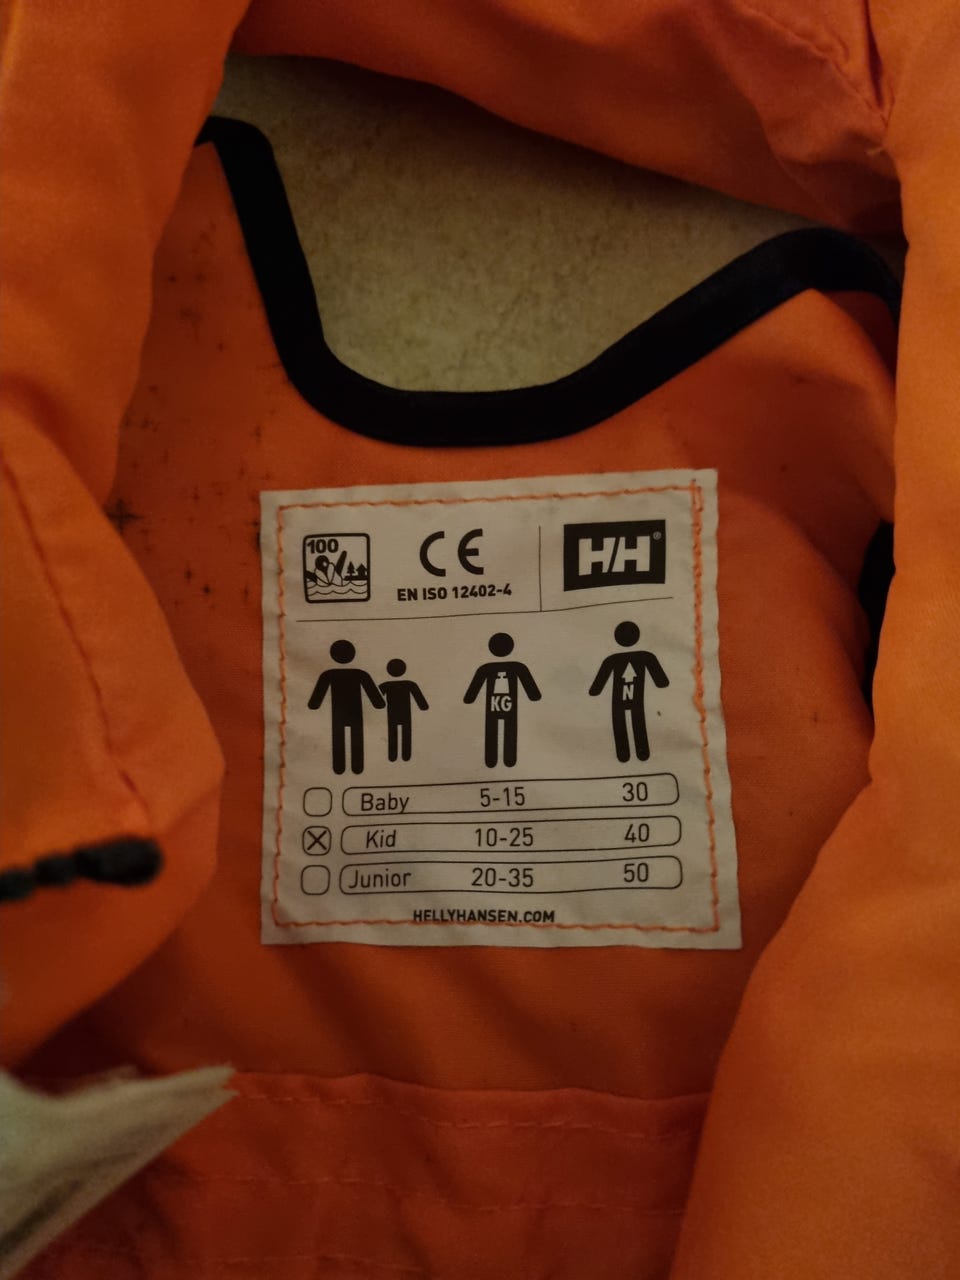 100
CE
EN ISO 12402-4
H/H®
KG
N
Baby 5-15 30
Kid 10-25 40
Junior 20-35 50
HELLYHANSEN.COM